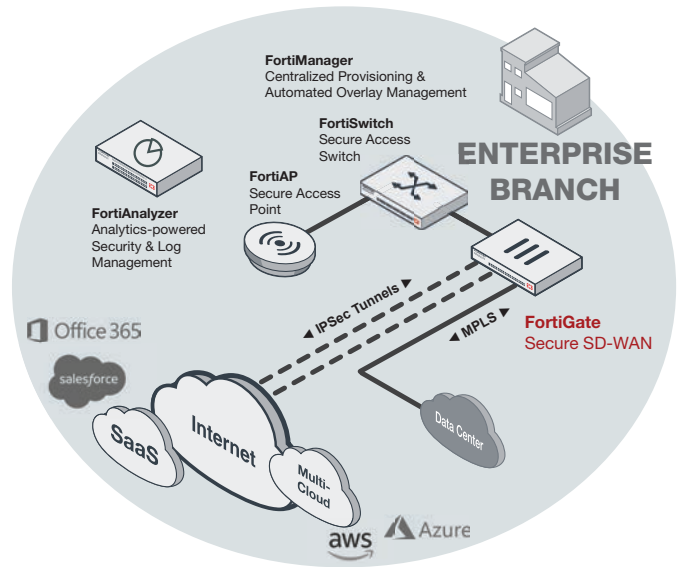 FortiManager
Centralized Provisioning &
Automated Overlay Management
FortiSwitch
Secure Access
Switch
ENTERPRISE
BRANCH
FortiAP
Secure Access
Point
FortiAnalyzer
Analytics-powered
Security & Log
Management
◄ IPSec Tunnels ►
◄ MPLS ►
FortiGate
Secure SD-WAN
Office 365
salesforce
SaaS
Internet
Multi-
Cloud
Data Center
aws
Azure